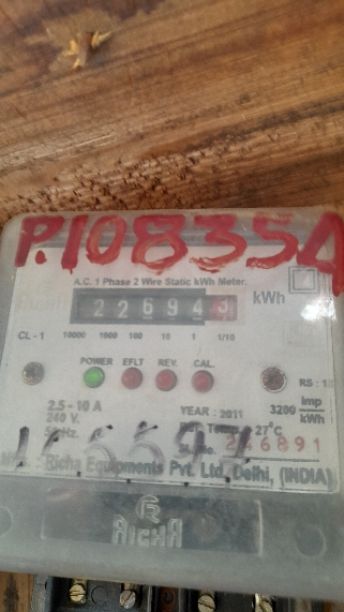 P.108354
A.C. 1 Phase 2 Wire Static kWh Meter.
22694 3 kWh
CL - 1 10000 1000 100 10 1 1/10
POWER EFLT REV. CAL.
2.5 - 10 A
240 V.
50Hz.
YEAR : 2011 3200 imp/kWh
27°C
246891
Richa Equipments Pvt. Ltd. Delhi, (INDIA)
RICHA